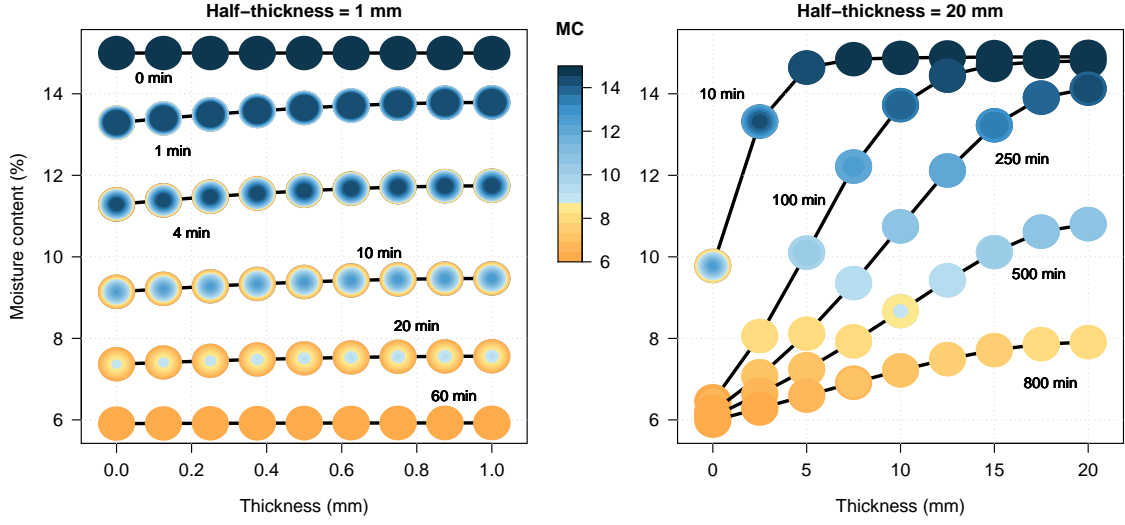 Half−thickness = 1 mm
Half−thickness = 20 mm
MC
Moisture content (%)
14
12
10
8
6
0 min
1 min
4 min
10 min
20 min
60 min
0.0 0.2 0.4 0.6 0.8 1.0
Thickness (mm)
14
12
10
8
6
14
12
10
8
6
10 min
100 min
250 min
500 min
800 min
0 5 10 15 20
Thickness (mm)